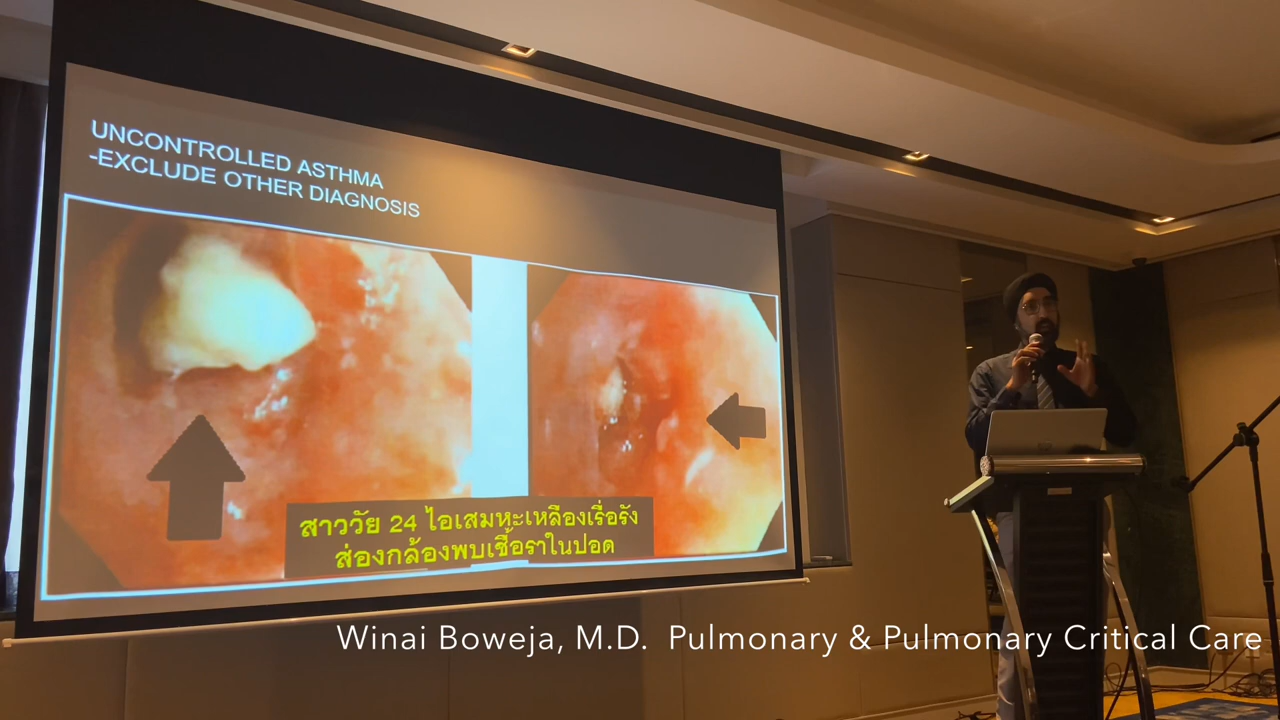 UNCONTROLLED ASTHMA
-EXCLUDE OTHER DIAGNOSIS
สาววัย 24 ไอเสมหะเหลืองเรื้อรัง
ส่องกล้องพบเชื้อราในปอด
Winai Boweja, M.D.  Pulmonary & Pulmonary Critical Care